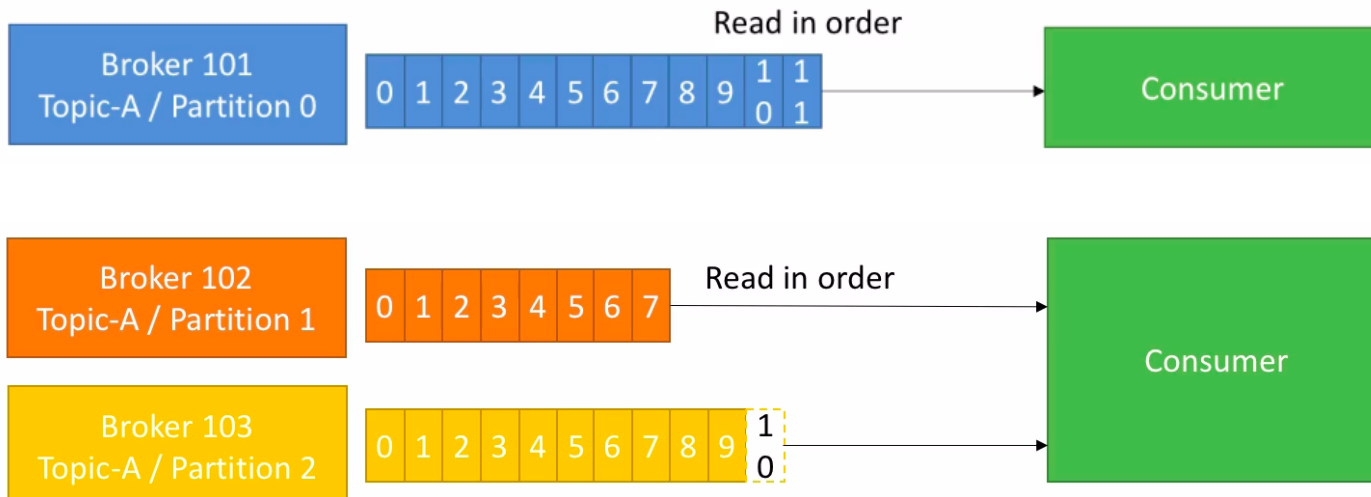 Read in order
Broker 101
Topic-A / Partition 0
0 1 2 3 4 5 6 7 8 9 10 11
Consumer
Broker 102
Topic-A / Partition 1
0 1 2 3 4 5 6 7
Read in order
Consumer
Broker 103
Topic-A / Partition 2
0 1 2 3 4 5 6 7 8 9 10